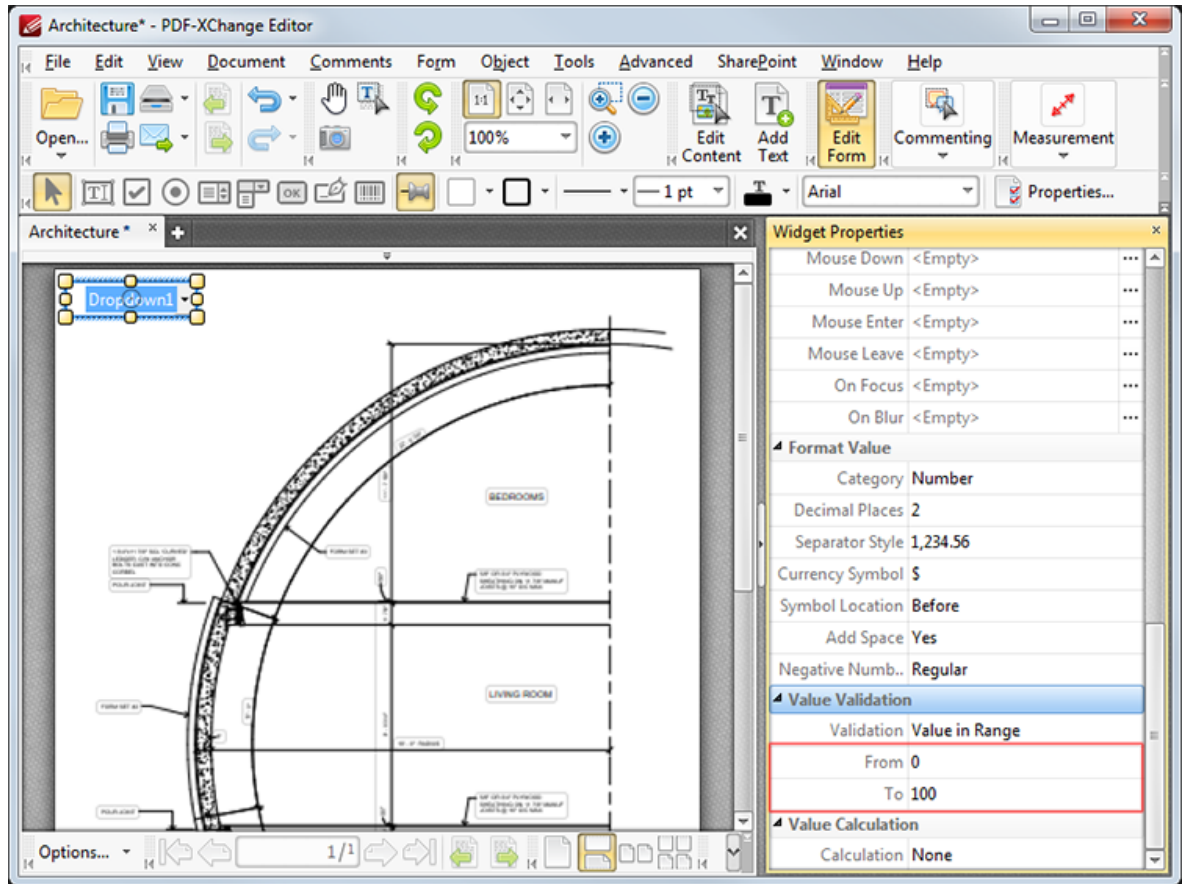 Architecture* - PDF-XChange Editor
File Edit View Document Comments Form Object Tools Advanced SharePoint Window Help
Open...
1:1
100%
Edit Content
Add Text
Edit Form
Commenting
Measurement
OK
1 pt
Arial
Properties...
Architecture *
Widget Properties
Dropdown1
Mouse Down <Empty> ...
Mouse Up <Empty> ...
Mouse Enter <Empty> ...
Mouse Leave <Empty> ...
On Focus <Empty> ...
On Blur <Empty> ...
Format Value
Category Number
Decimal Places 2
Separator Style 1,234.56
Currency Symbol $
Symbol Location Before
Add Space Yes
Negative Numb.. Regular
Value Validation
Validation Value in Range
From 0
To 100
Value Calculation
Calculation None
BEDROOMS
LIVING ROOM
Options...
1/1